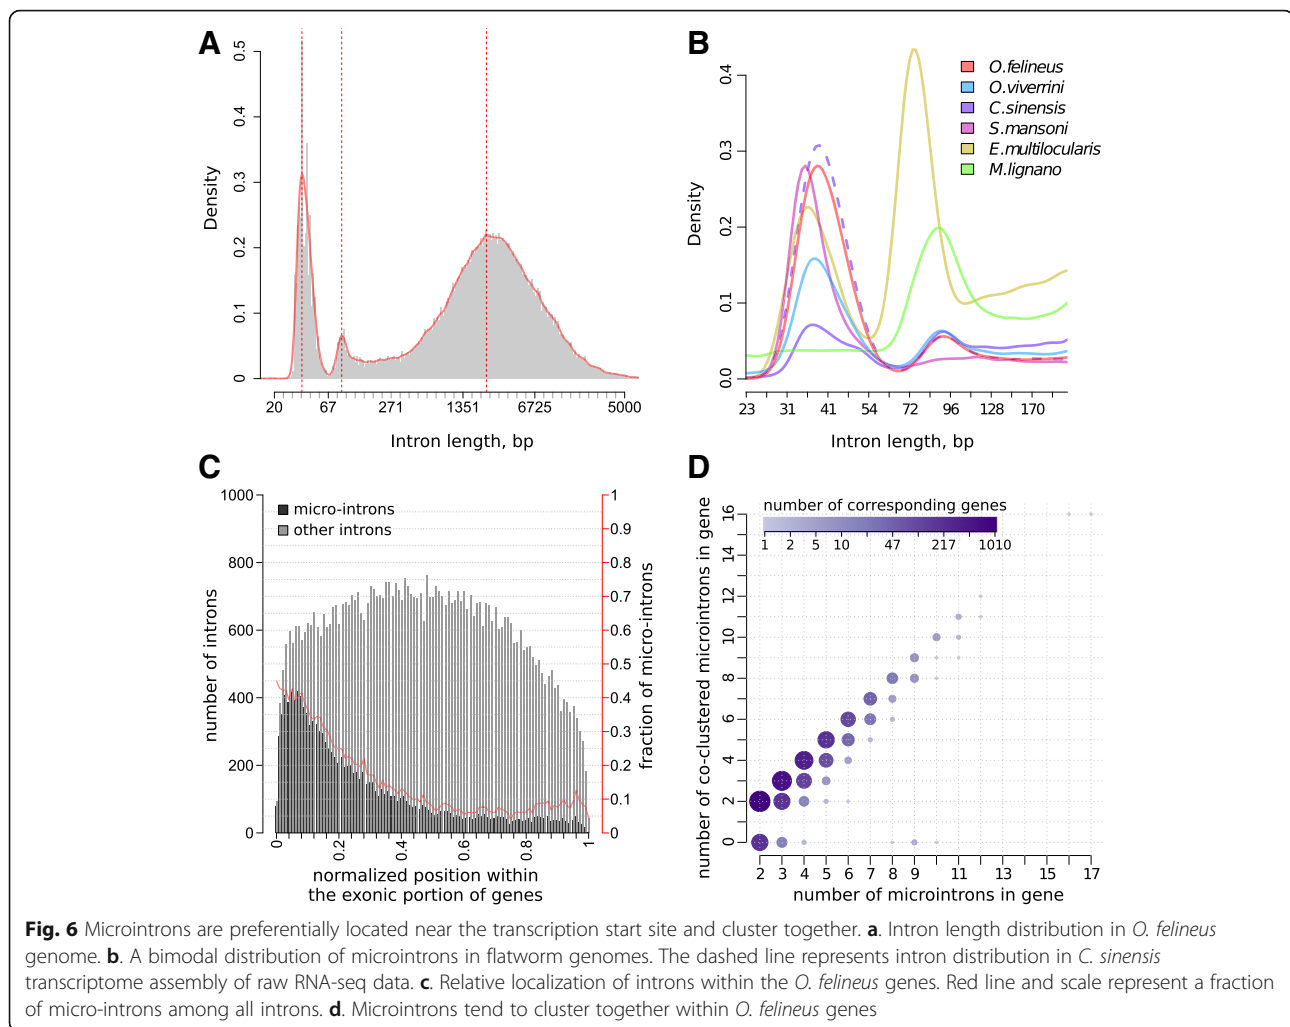 A
0.5
0.4
0.3
0.2
0.1
0
Density
20 67 271 1351 6725 5000
Intron length, bp
B
0.4
0.3
0.2
0.1
0.0
Density
O.felineus
O.viverrini
C.sinensis
S.mansoni
E.multilocularis
M.lignano
23 31 41 54 72 96 128 170
Intron length, bp
C
1000
800
600
400
200
0
number of introns
micro-introns
other introns
1
0.9
0.8
0.7
0.6
0.5
0.4
0.3
0.2
0.1
0
fraction of micro-introns
0 0.2 0.4 0.6 0.8 1
normalized position within
the exonic portion of genes
D
number of corresponding genes
1 2 5 10 47 217 1010
16
14
12
10
8
6
4
2
0
number of co-clustered microintrons in gene
2 3 4 5 6 7 8 9 11 13 15 17
number of microintrons in gene
Fig. 6 Microintrons are preferentially located near the transcription start site and cluster together. a. Intron length distribution in O. felineus
genome. b. A bimodal distribution of microintrons in flatworm genomes. The dashed line represents intron distribution in C. sinensis
transcriptome assembly of raw RNA-seq data. c. Relative localization of introns within the O. felineus genes. Red line and scale represent a fraction
of micro-introns among all introns. d. Microintrons tend to cluster together within O. felineus genes